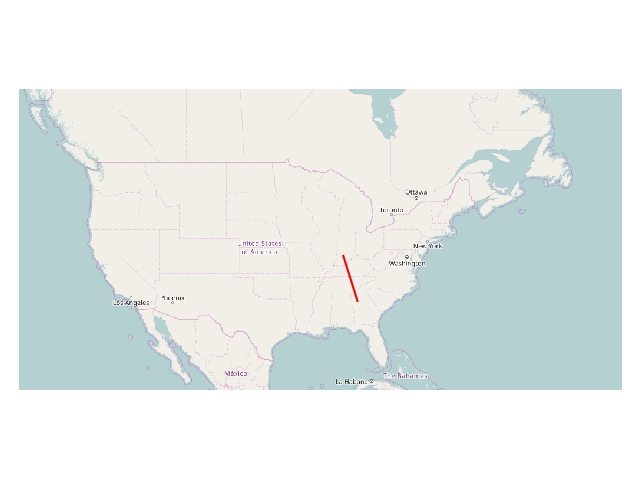 Ottawa
Toronto
United States
of America
New York
Washington
Los Angeles
Phoenix
México
La Habana
The Bahamas